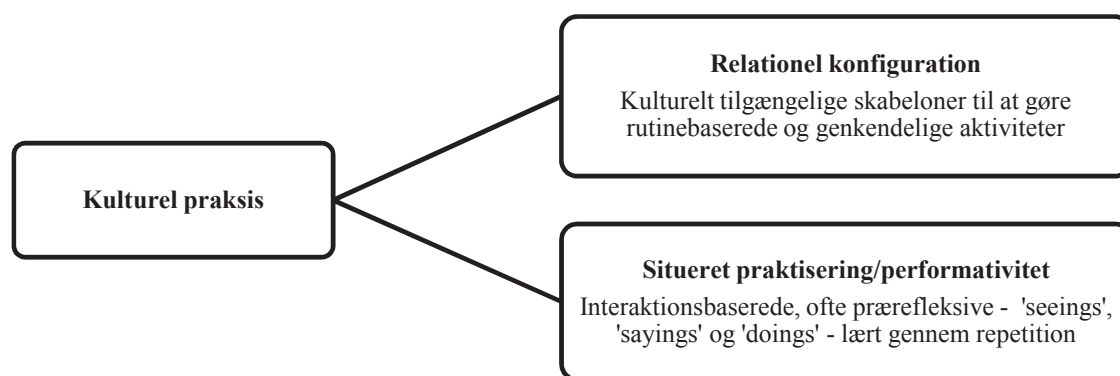 Relationel konfiguration
Kulturelt tilgængelige skabeloner til at gøre
rutinebaserede og genkendelige aktiviteter
Kulturel praksis
Situeret praktisering/performativitet
Interaktionsbaserede, ofte prærefleksive - 'seeings',
'sayings' og 'doings' - lært gennem repetition